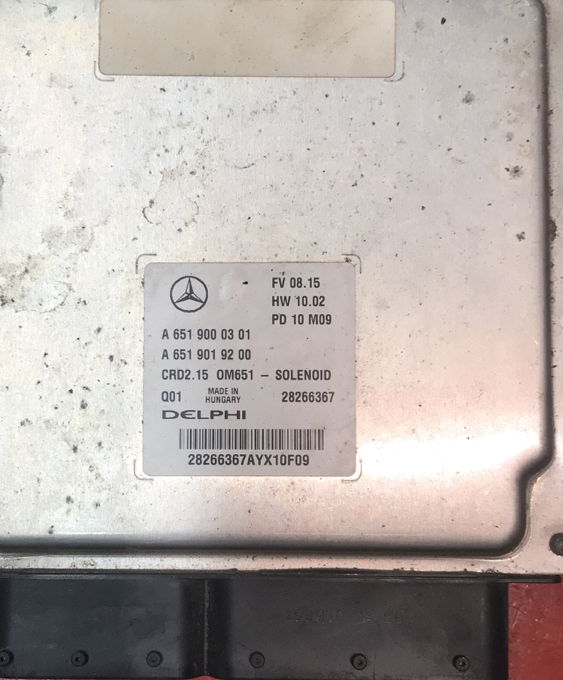 FV 08.15
HW 10.02
PD 10 M09
A 651 900 03 01
A 651 901 92 00
CRD2.15 OM651 – SOLENOID
Q01 MADE IN HUNGARY 28266367
DELPHI
28266367AYX10F09